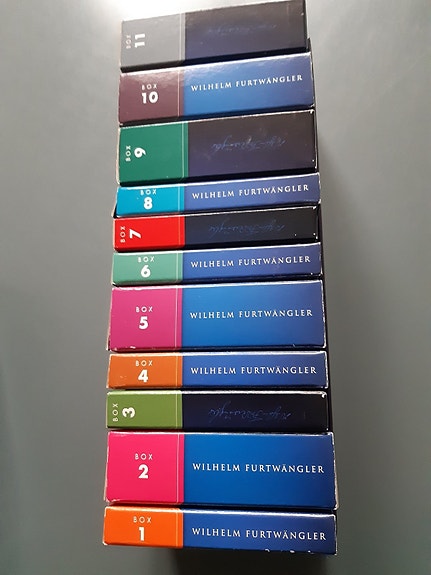 BOX 11
BOX
10 WILHELM FURTWÄNGLER
BOX 9
BOX
8 WILHELM FURTWÄNGLER
BOX 7
BOX
6 WILHELM FURTWÄNGLER
BOX
5 WILHELM FURTWÄNGLER
BOX
4 WILHELM FURTWÄNGLER
BOX 3
BOX
2 WILHELM FURTWÄNGLER
BOX
1 WILHELM FURTWÄNGLER